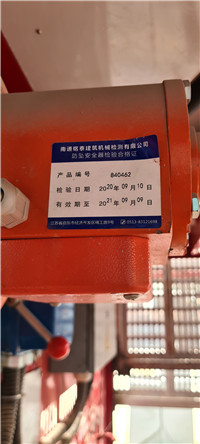 南通铭泰建筑机械检测有限公司
防坠安全器检验合格证
产品编号 840462
检验日期 2020年09月10日
有效期至 2021年09月09日